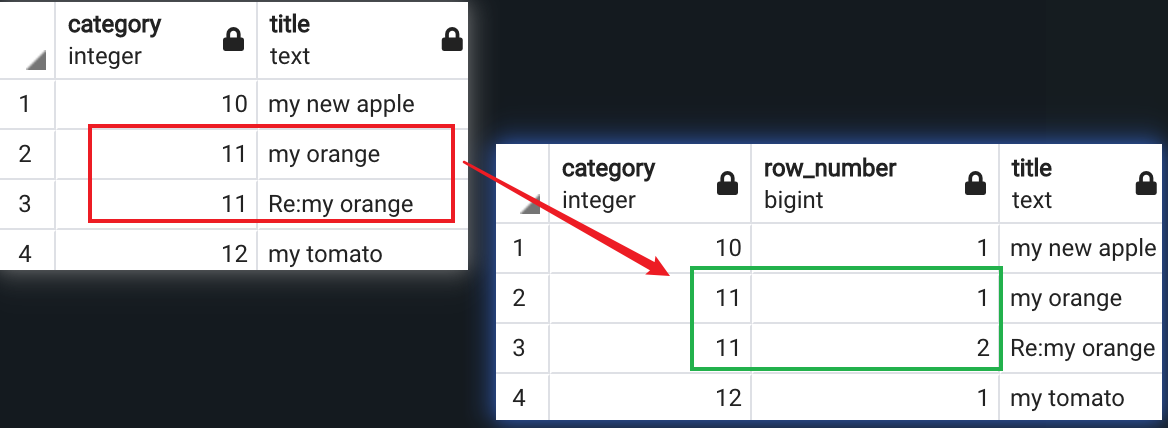 category title
integer text
1 10 my new apple
2 11 my orange
3 11 Re:my orange
4 12 my tomato
category row_number title
integer bigint text
1 10 1 my new apple
2 11 1 my orange
3 11 2 Re:my orange
4 12 1 my tomato